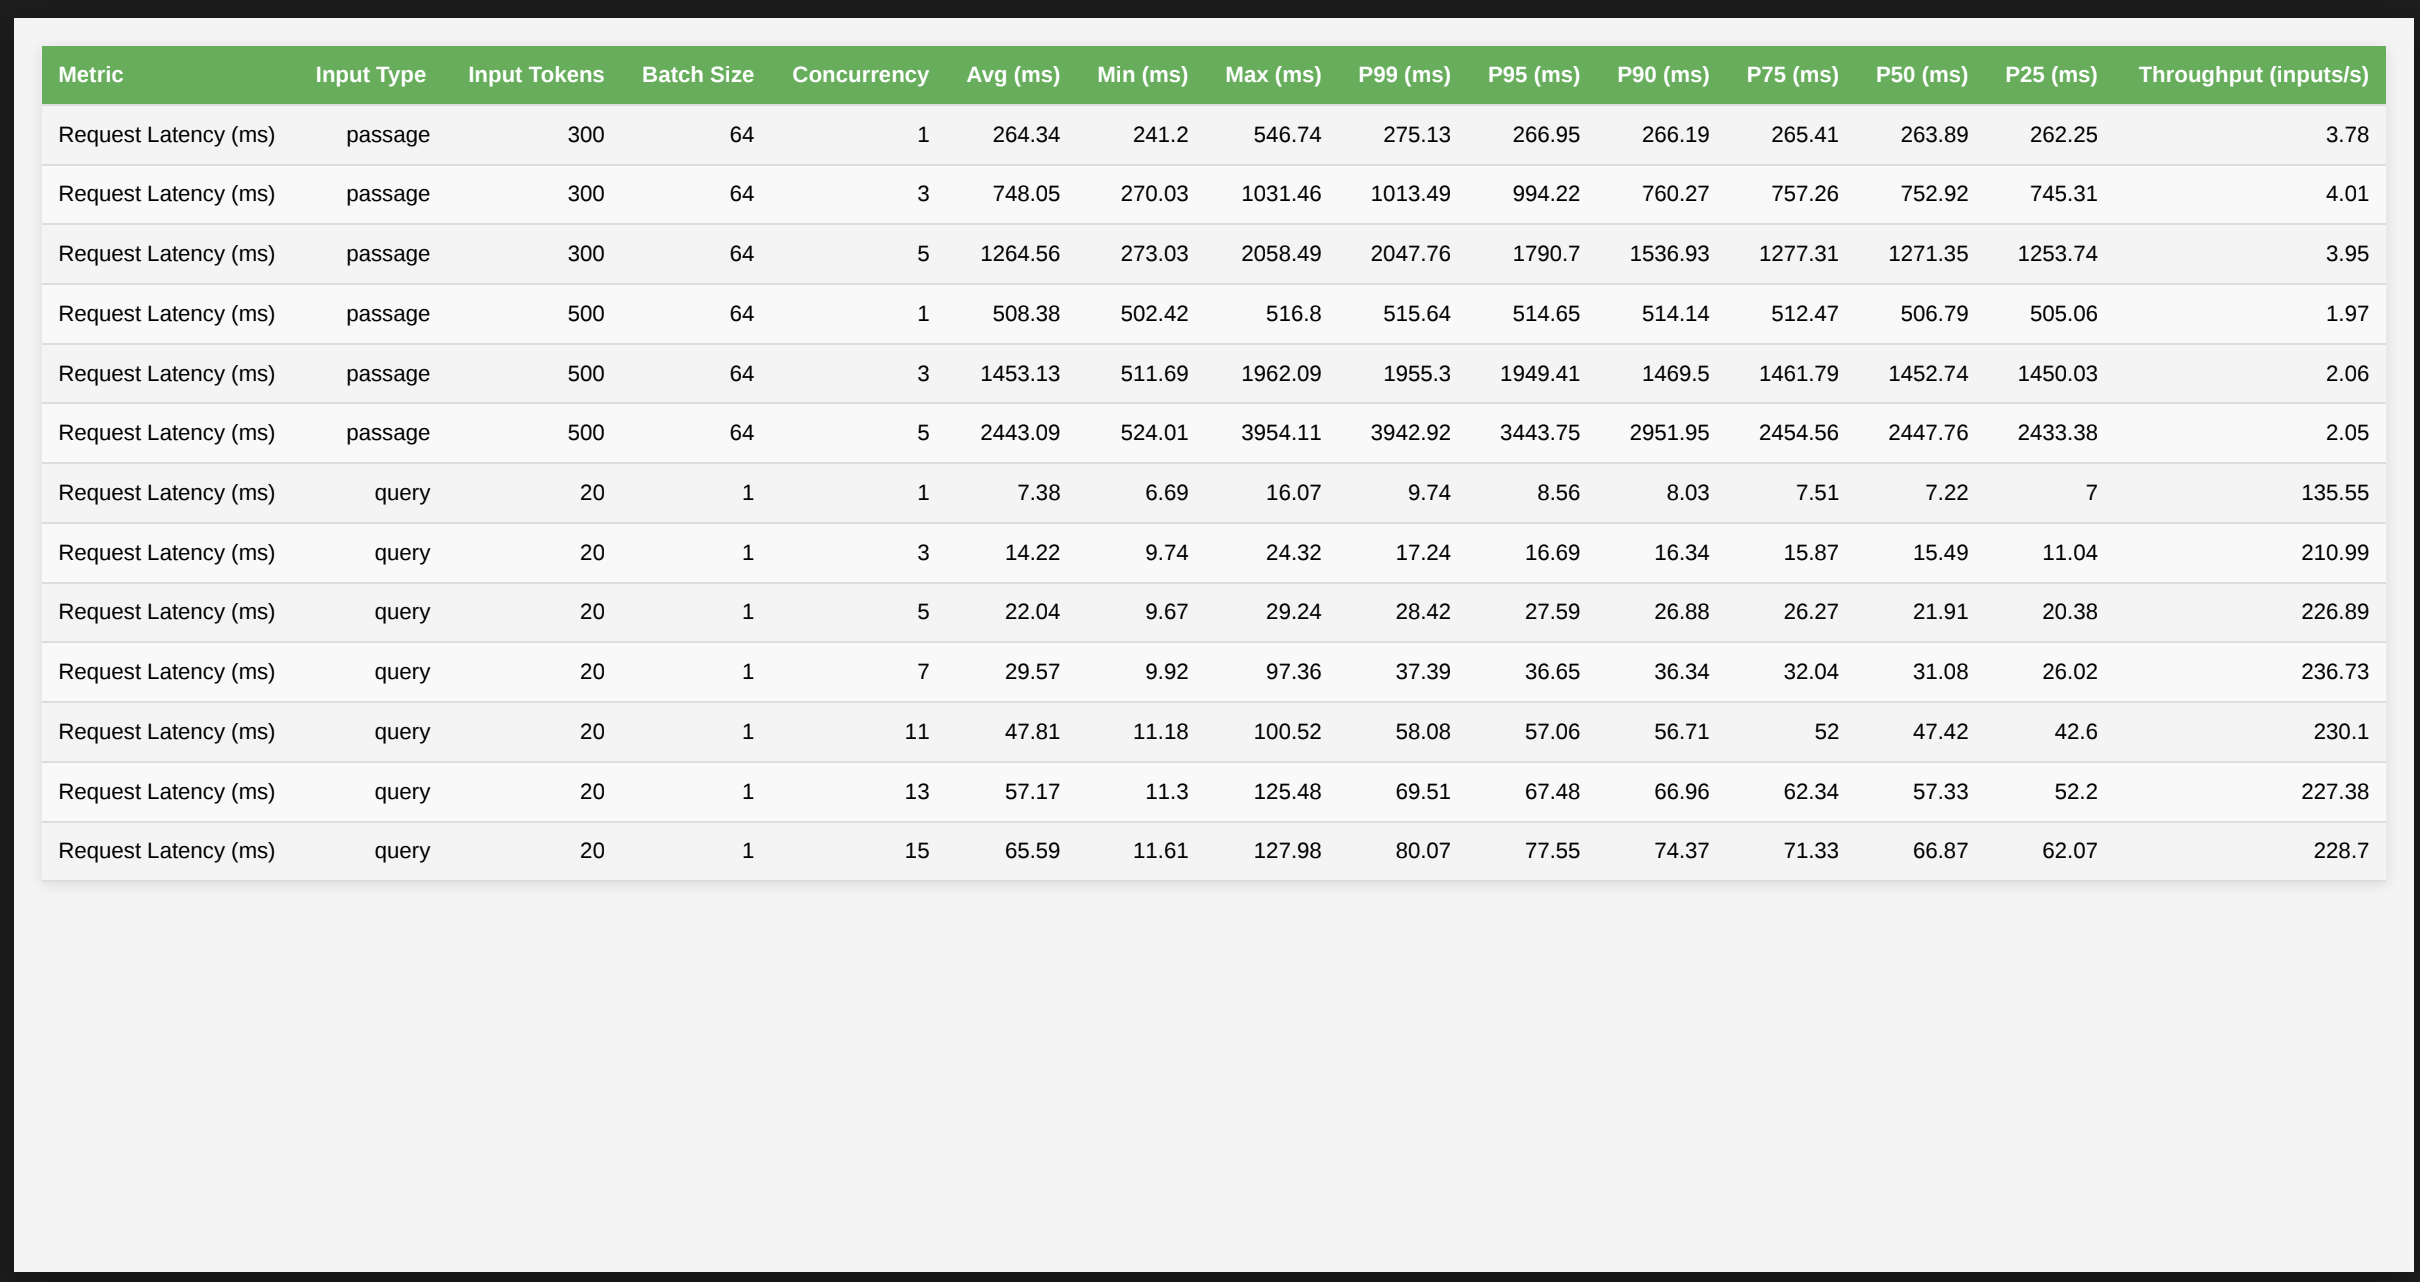 Metric Input Type Input Tokens Batch Size Concurrency Avg (ms) Min (ms) Max (ms) P99 (ms) P95 (ms) P90 (ms) P75 (ms) P50 (ms) P25 (ms) Throughput (inputs/s)
Request Latency (ms) passage 300 64 1 264.34 241.2 546.74 275.13 266.95 266.19 265.41 263.89 262.25 3.78
Request Latency (ms) passage 300 64 3 748.05 270.03 1031.46 1013.49 994.22 760.27 757.26 752.92 745.31 4.01
Request Latency (ms) passage 300 64 5 1264.56 273.03 2058.49 2047.76 1790.7 1536.93 1277.31 1271.35 1253.74 3.95
Request Latency (ms) passage 500 64 1 508.38 502.42 516.8 515.64 514.65 514.14 512.47 506.79 505.06 1.97
Request Latency (ms) passage 500 64 3 1453.13 511.69 1962.09 1955.3 1949.41 1469.5 1461.79 1452.74 1450.03 2.06
Request Latency (ms) passage 500 64 5 2443.09 524.01 3954.11 3942.92 3443.75 2951.95 2454.56 2447.76 2433.38 2.05
Request Latency (ms) query 20 1 1 7.38 6.69 16.07 9.74 8.56 8.03 7.51 7.22 7 135.55
Request Latency (ms) query 20 1 3 14.22 9.74 24.32 17.24 16.69 16.34 15.87 15.49 11.04 210.99
Request Latency (ms) query 20 1 5 22.04 9.67 29.24 28.42 27.59 26.88 26.27 21.91 20.38 226.89
Request Latency (ms) query 20 1 7 29.57 9.92 97.36 37.39 36.65 36.34 32.04 31.08 26.02 236.73
Request Latency (ms) query 20 1 11 47.81 11.18 100.52 58.08 57.06 56.71 52 47.42 42.6 230.1
Request Latency (ms) query 20 1 13 57.17 11.3 125.48 69.51 67.48 66.96 62.34 57.33 52.2 227.38
Request Latency (ms) query 20 1 15 65.59 11.61 127.98 80.07 77.55 74.37 71.33 66.87 62.07 228.7